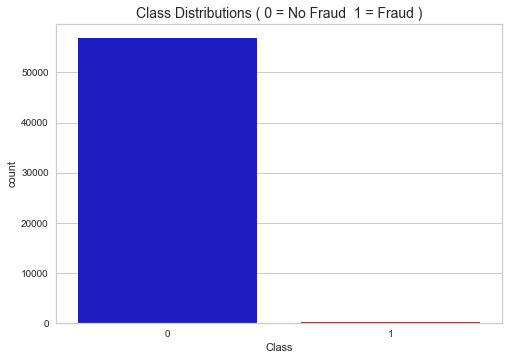 Class Distributions ( 0 = No Fraud  1 = Fraud )
50000
40000
30000
20000
10000
0
count
0 1
Class